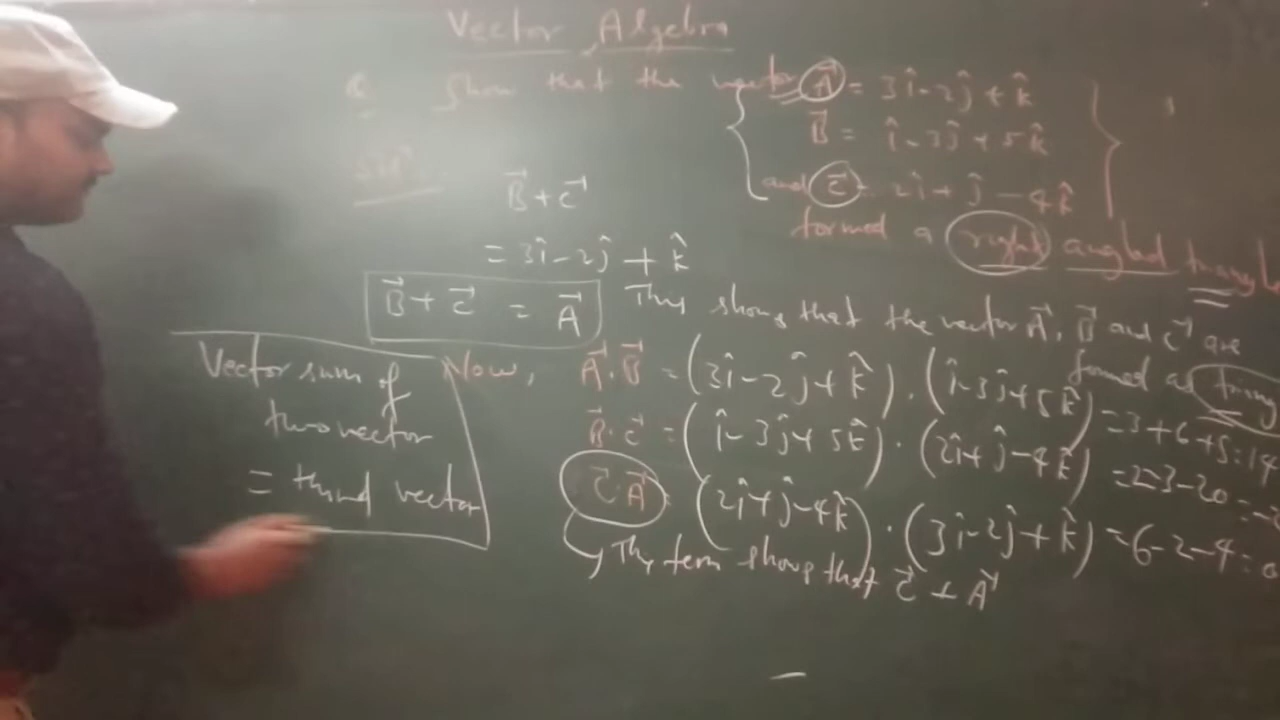 Vector Algebra
Q Show that the vector A⃗ = 3î-2ĵ+k̂
B⃗ = î-3ĵ+5k̂
and C⃗ = 2î+ĵ-4k̂
formed a right angled
Solⁿ.
B⃗+C⃗
= 3î-2ĵ+k̂
B⃗+C⃗ = A⃗
This shows that the vector A⃗, B⃗ and C⃗ are
formed a
Vector sum of
two vector
= third vector
Now, A⃗.B⃗ = (3î-2ĵ+k̂).(î-3ĵ+5k̂) = 3+6+5=14
B⃗.C⃗ = (î-3ĵ+5k̂).(2î+ĵ-4k̂) = 2-3-20 =
C⃗.A⃗ (2î+ĵ-4k̂).(3î-2ĵ+k̂) = 6-2-4=0
This term shows that C⃗ ⊥ A⃗